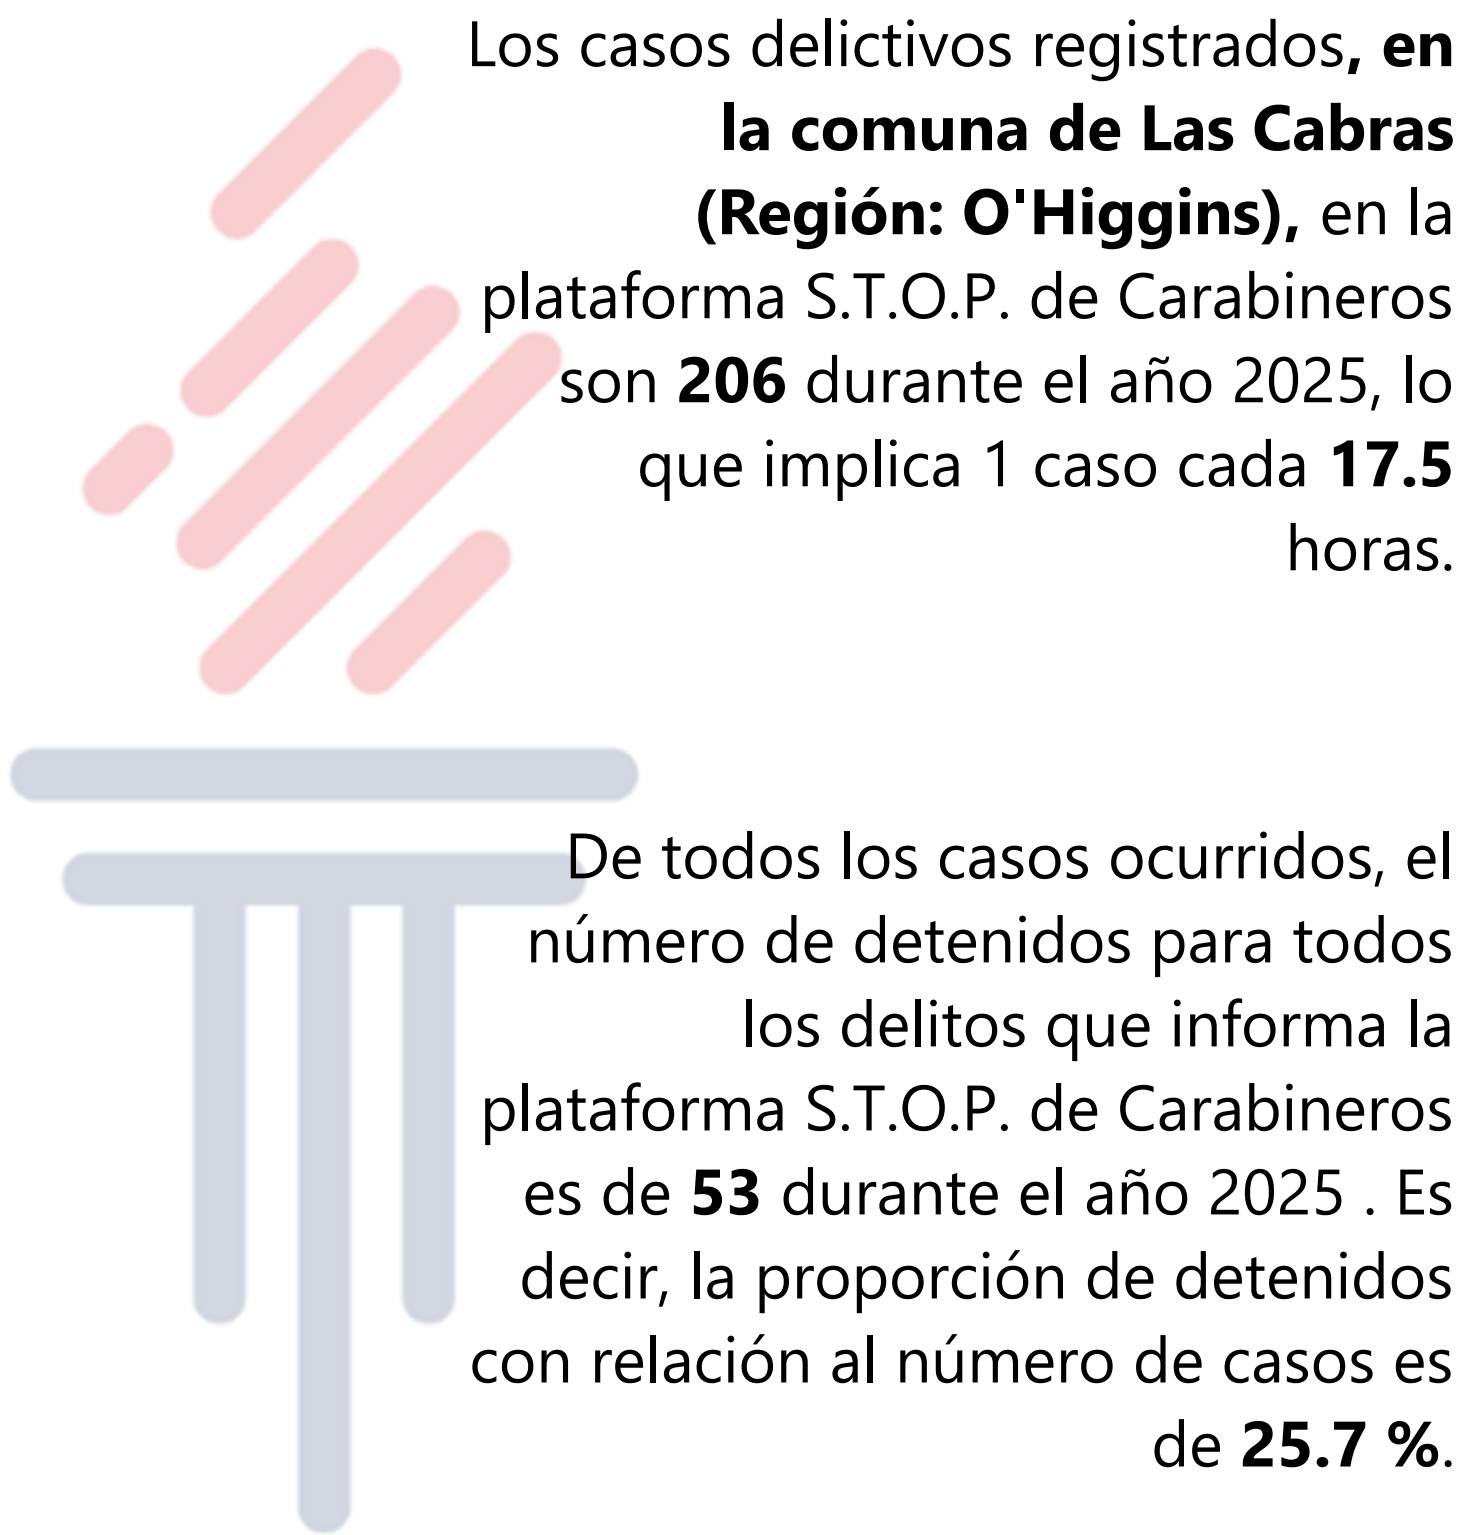 Los casos delictivos registrados, en
la comuna de Las Cabras
(Región: O'Higgins), en la
plataforma S.T.O.P. de Carabineros
son 206 durante el año 2025, lo
que implica 1 caso cada 17.5
horas.
De todos los casos ocurridos, el
número de detenidos para todos
los delitos que informa la
plataforma S.T.O.P. de Carabineros
es de 53 durante el año 2025 . Es
decir, la proporción de detenidos
con relación al número de casos es
de 25.7 %.